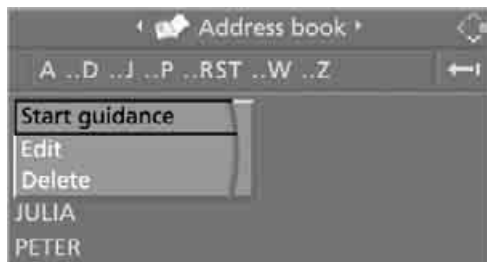 Address book
A ..D ..J ..P ..RST ..W ..Z
Start guidance
Edit
Delete
JULIA
PETER